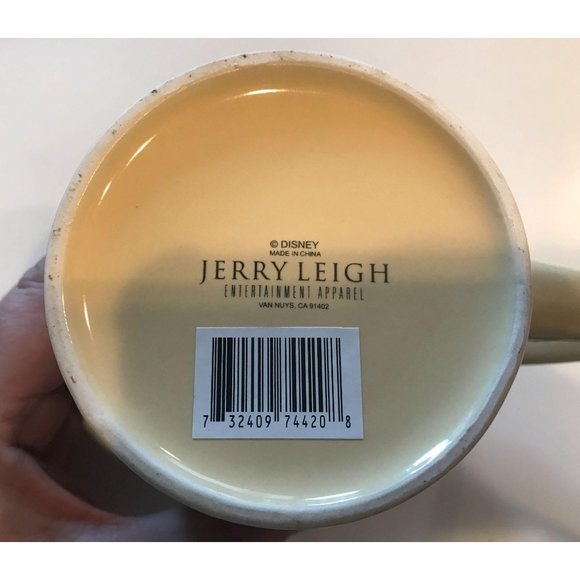 © DISNEY
MADE IN CHINA
JERRY LEIGH
ENTERTAINMENT APPAREL
VAN NUYS, CA 91402
7 32409 74420 8